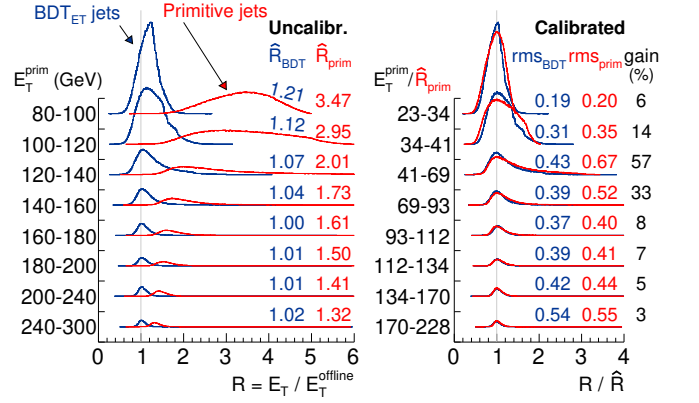 BDT_ET jets
Primitive jets
Uncalibr.
R̂_BDT R̂_prim
E_T^prim (GeV)
80-100 1.21 3.47
100-120 1.12 2.95
120-140 1.07 2.01
140-160 1.04 1.73
160-180 1.00 1.61
180-200 1.01 1.50
200-240 1.01 1.41
240-300 1.02 1.32
0 1 2 3 4 5 6
R = E_T / E_T^offline
Calibrated
E_T^prim/R̂_prim rms_BDT rms_prim gain
(%)
23-34 0.19 0.20 6
34-41 0.31 0.35 14
41-69 0.43 0.67 57
69-93 0.39 0.52 33
93-112 0.37 0.40 8
112-134 0.39 0.41 7
134-170 0.42 0.44 5
170-228 0.54 0.55 3
0 1 2 3 4
R / R̂